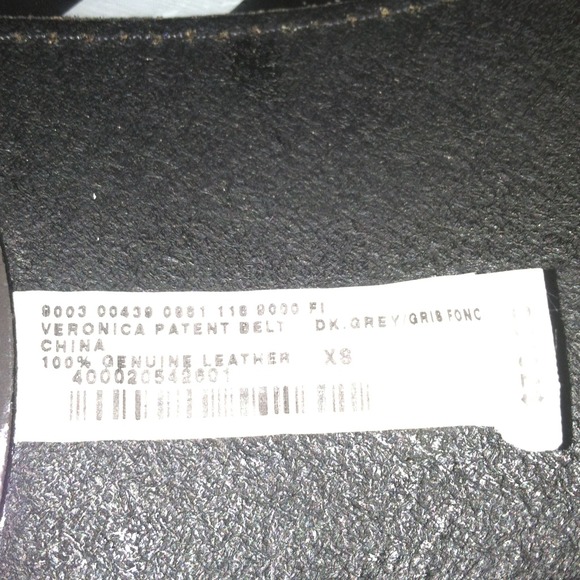 9003 00439 0961 116 9000 FI
VERONICA PATENT BELT DK.GREY/GRIS FONC
CHINA
100% GENUINE LEATHER XS
400020542601